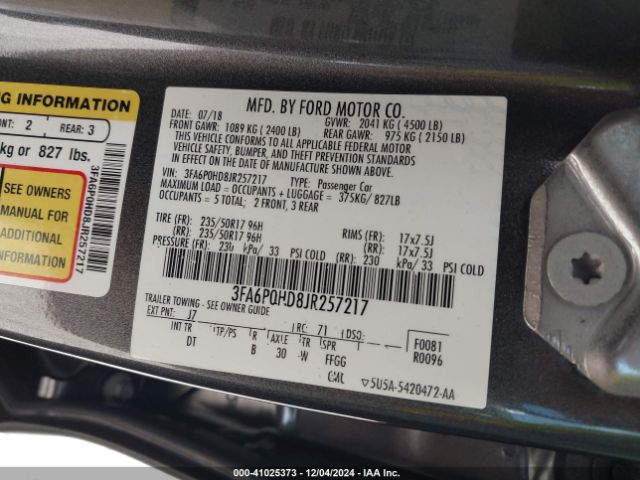 NG INFORMATION
NT: 2 REAR: 3
kg or 827 lbs.
SEE OWNERS
MANUAL FOR
ADDITIONAL
INFORMATION
3FA6P0HD8JR257217
MFD. BY FORD MOTOR CO.
DATE: 07/18 GVWR: 2041 KG ( 4500 LB)
FRONT GAWR: 1089 KG ( 2400 LB) REAR GAWR: 975 KG ( 2150 LB)
THIS VEHICLE CONFORMS TO ALL APPLICABLE FEDERAL MOTOR
VEHICLE SAFETY, BUMPER, AND THEFT PREVENTION STANDARDS
IN EFFECT ON THE DATE OF MANUFACTURE SHOWN ABOVE.
VIN: 3FA6P0HD8JR257217 TYPE: Passenger Car
MAXIMUM LOAD = OCCUPANTS + LUGGAGE = 375KG/ 827LB
OCCUPANTS = 5 TOTAL; 2 FRONT, 3 REAR
TIRE (FR): 235/50R17 96H RIMS (FR): 17x7.5J
(RR): 235/50R17 96H (RR): 17x7.5J
PRESSURE (FR): 230 kPa/ 33 PSI COLD (RR): 230 kPa/ 33 PSI COLD
3FA6P0HD8JR257217
TRAILER TOWING - SEE OWNER GUIDE
EXT PNT: J7 RC: 71 DSO: F0081
INT TR TP/PS R AXLE TR SPR R0096
DT B 30 W FFGG
5U5A-5420472-AA
000-41025373 - 12/04/2024 - IAA Inc.